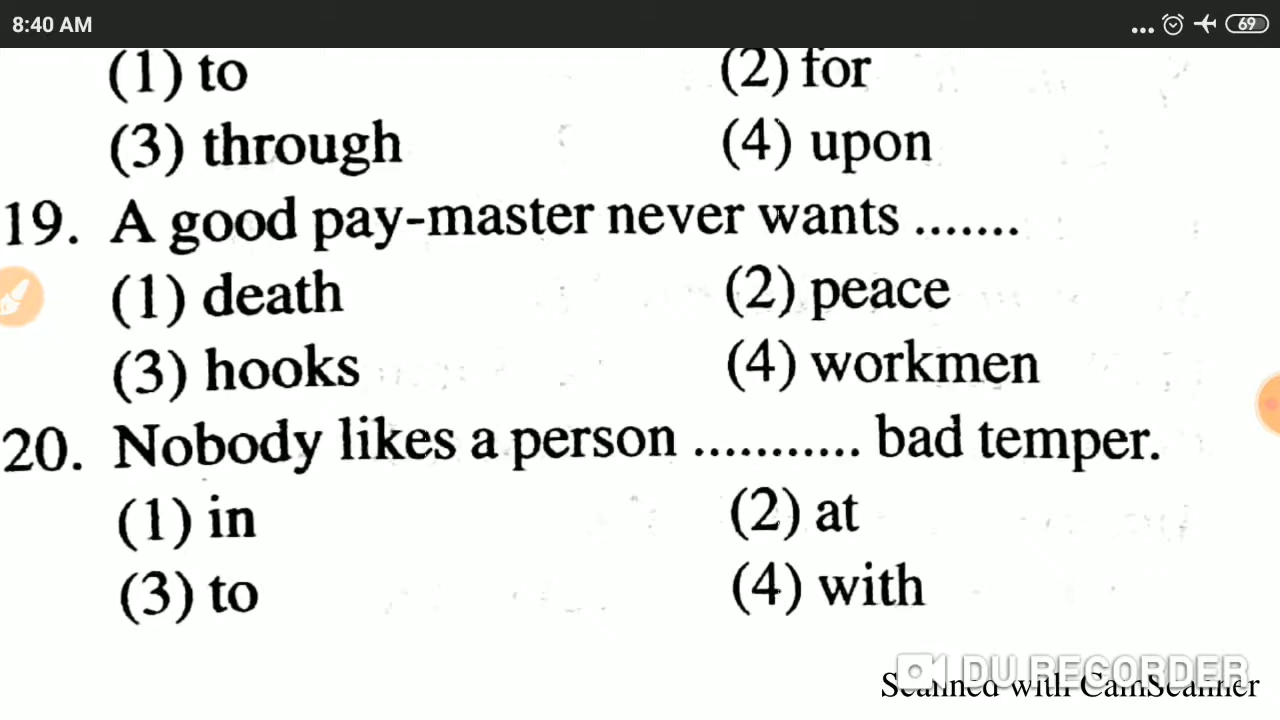 8:40 AM ... 69
(1) to (2) for
(3) through (4) upon
19. A good pay-master never wants .......
(1) death (2) peace
(3) hooks (4) workmen
20. Nobody likes a person ........... bad temper.
(1) in (2) at
(3) to (4) with
DU RECORDER
Scanned with CamScanner